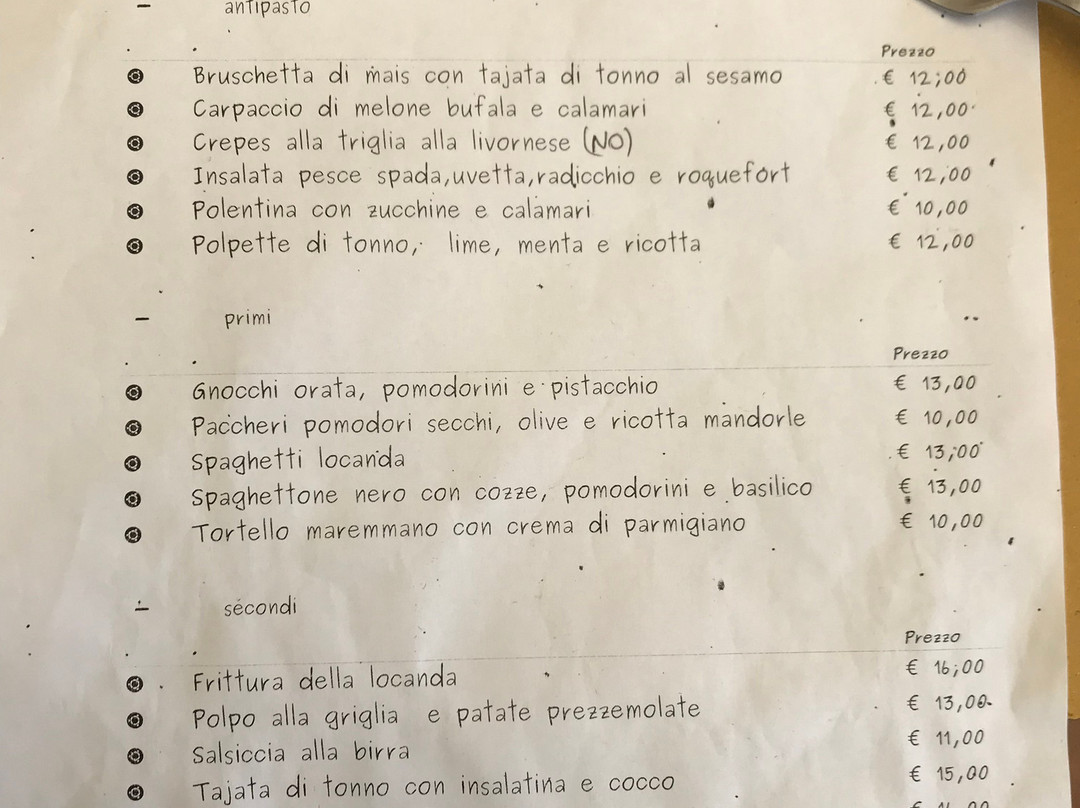 antipasto
Prezzo
Bruschetta di mais con tajata di tonno al sesamo € 12,00
Carpaccio di melone bufala e calamari € 12,00
Crepes alla triglia alla livornese (NO) € 12,00
Insalata pesce spada,uvetta,radicchio e roquefort € 12,00
Polentina con zucchine e calamari € 10,00
Polpette di tonno, lime, menta e ricotta € 12,00
primi
Prezzo
Gnocchi orata, pomodorini e pistacchio € 13,00
Paccheri pomodori secchi, olive e ricotta mandorle € 10,00
Spaghetti locanda € 13,00
Spaghettone nero con cozze, pomodorini e basilico € 13,00
Tortello maremmano con crema di parmigiano € 10,00
secondi
Prezzo
Frittura della locanda € 16,00
Polpo alla griglia e patate prezzemolate € 13,00
Salsiccia alla birra € 11,00
Tajata di tonno con insalatina e cocco € 15,00